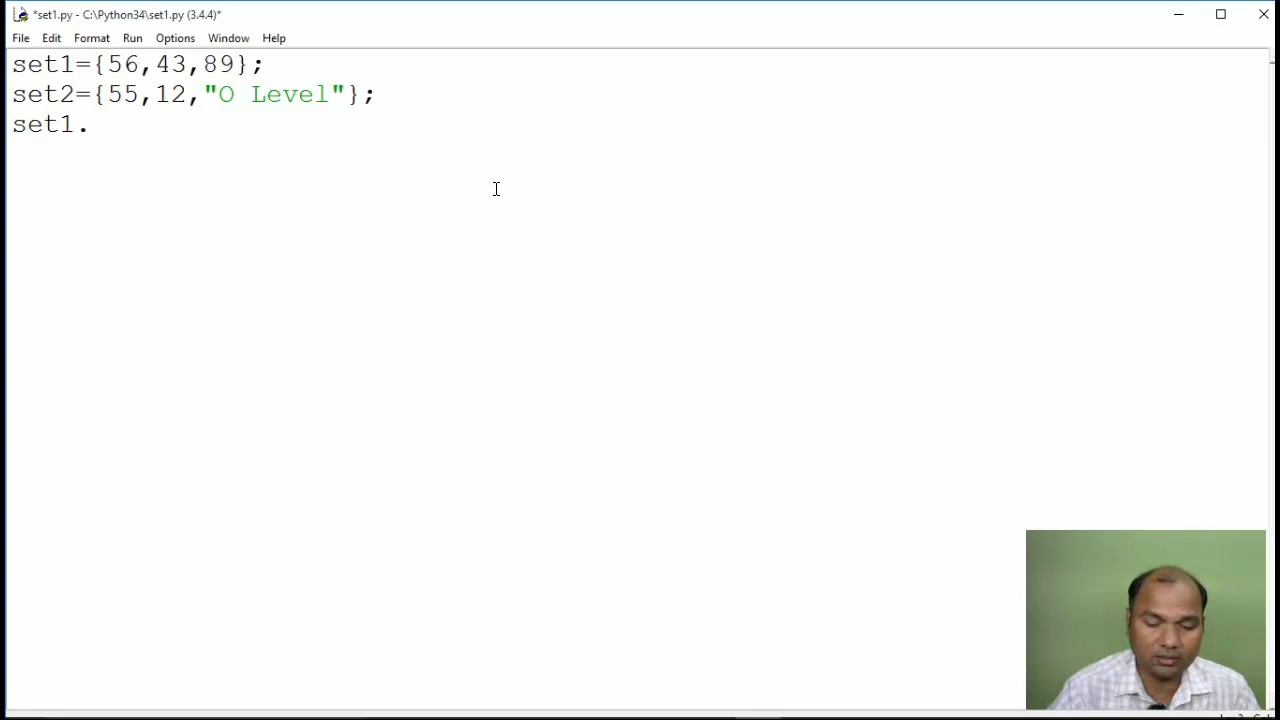 *set1.py - C:\Python34\set1.py (3.4.4)*
File Edit Format Run Options Window Help
set1={56,43,89};
set2={55,12,"O Level"};
set1.